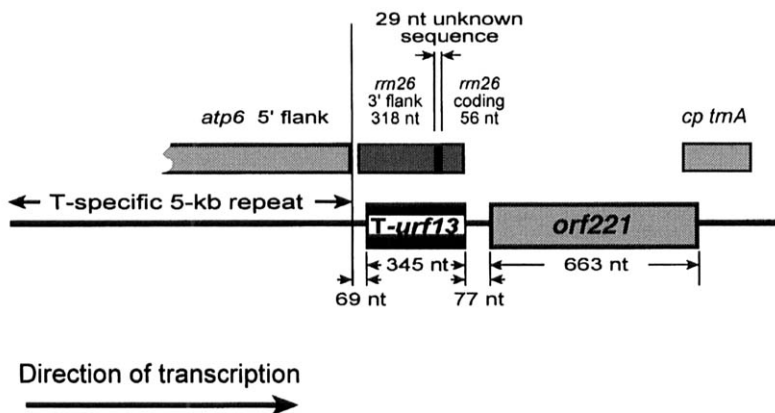 29 nt unknown
sequence
rrn26
3' flank
318 nt
rrn26
coding
56 nt
atp6 5' flank
cp trnA
T-specific 5-kb repeat
T-urf13
orf221
345 nt
663 nt
69 nt
77 nt
Direction of transcription